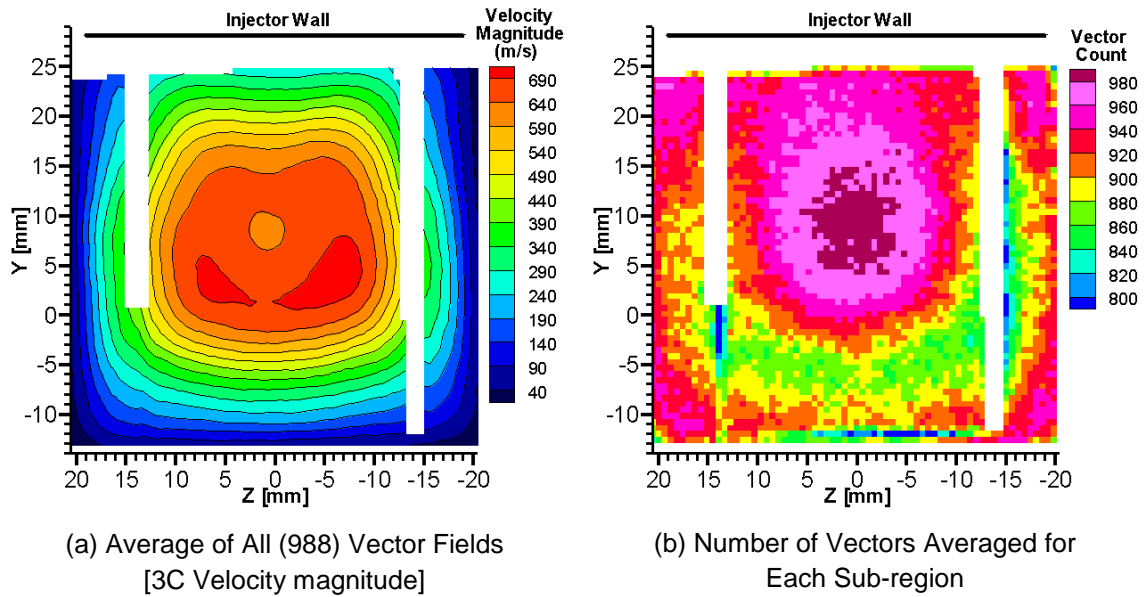 Injector Wall
Velocity
Magnitude
(m/s)
690
640
590
540
490
440
390
340
290
240
190
140
90
40
25
20
15
10
5
0
-5
-10
Y [mm]
20 15 10 5 0 -5 -10 -15 -20
Z [mm]
(a) Average of All (988) Vector Fields
[3C Velocity magnitude]
Injector Wall
Vector
Count
980
960
940
920
900
880
860
840
820
800
25
20
15
10
5
0
-5
-10
Y [mm]
20 15 10 5 0 -5 -10 -15 -20
Z [mm]
(b) Number of Vectors Averaged for
Each Sub-region